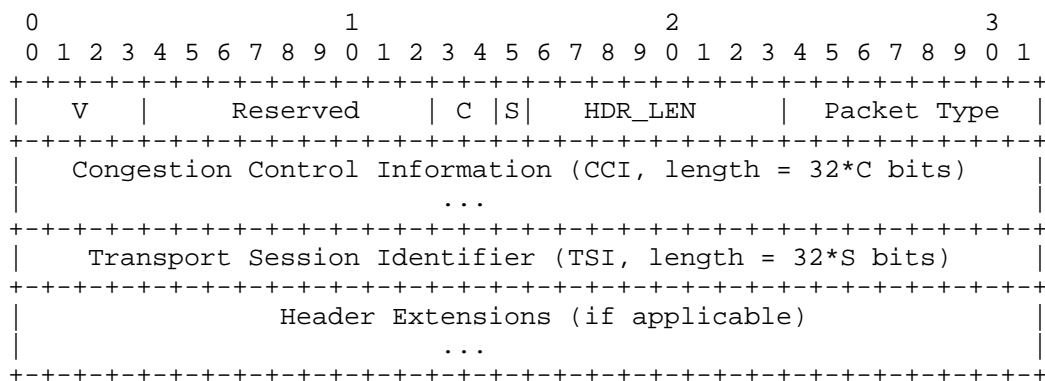 0                   1                   2                   3
 0 1 2 3 4 5 6 7 8 9 0 1 2 3 4 5 6 7 8 9 0 1 2 3 4 5 6 7 8 9 0 1
+-+-+-+-+-+-+-+-+-+-+-+-+-+-+-+-+-+-+-+-+-+-+-+-+-+-+-+-+-+-+-+-+
|   V   |     Reserved    | C |S|   HDR_LEN     |  Packet Type  |
+-+-+-+-+-+-+-+-+-+-+-+-+-+-+-+-+-+-+-+-+-+-+-+-+-+-+-+-+-+-+-+-+
|   Congestion Control Information (CCI, length = 32*C bits)    |
|                          ...                                  |
+-+-+-+-+-+-+-+-+-+-+-+-+-+-+-+-+-+-+-+-+-+-+-+-+-+-+-+-+-+-+-+-+
|    Transport Session Identifier (TSI, length = 32*S bits)     |
+-+-+-+-+-+-+-+-+-+-+-+-+-+-+-+-+-+-+-+-+-+-+-+-+-+-+-+-+-+-+-+-+
|                Header Extensions (if applicable)              |
|                          ...                                  |
+-+-+-+-+-+-+-+-+-+-+-+-+-+-+-+-+-+-+-+-+-+-+-+-+-+-+-+-+-+-+-+-+